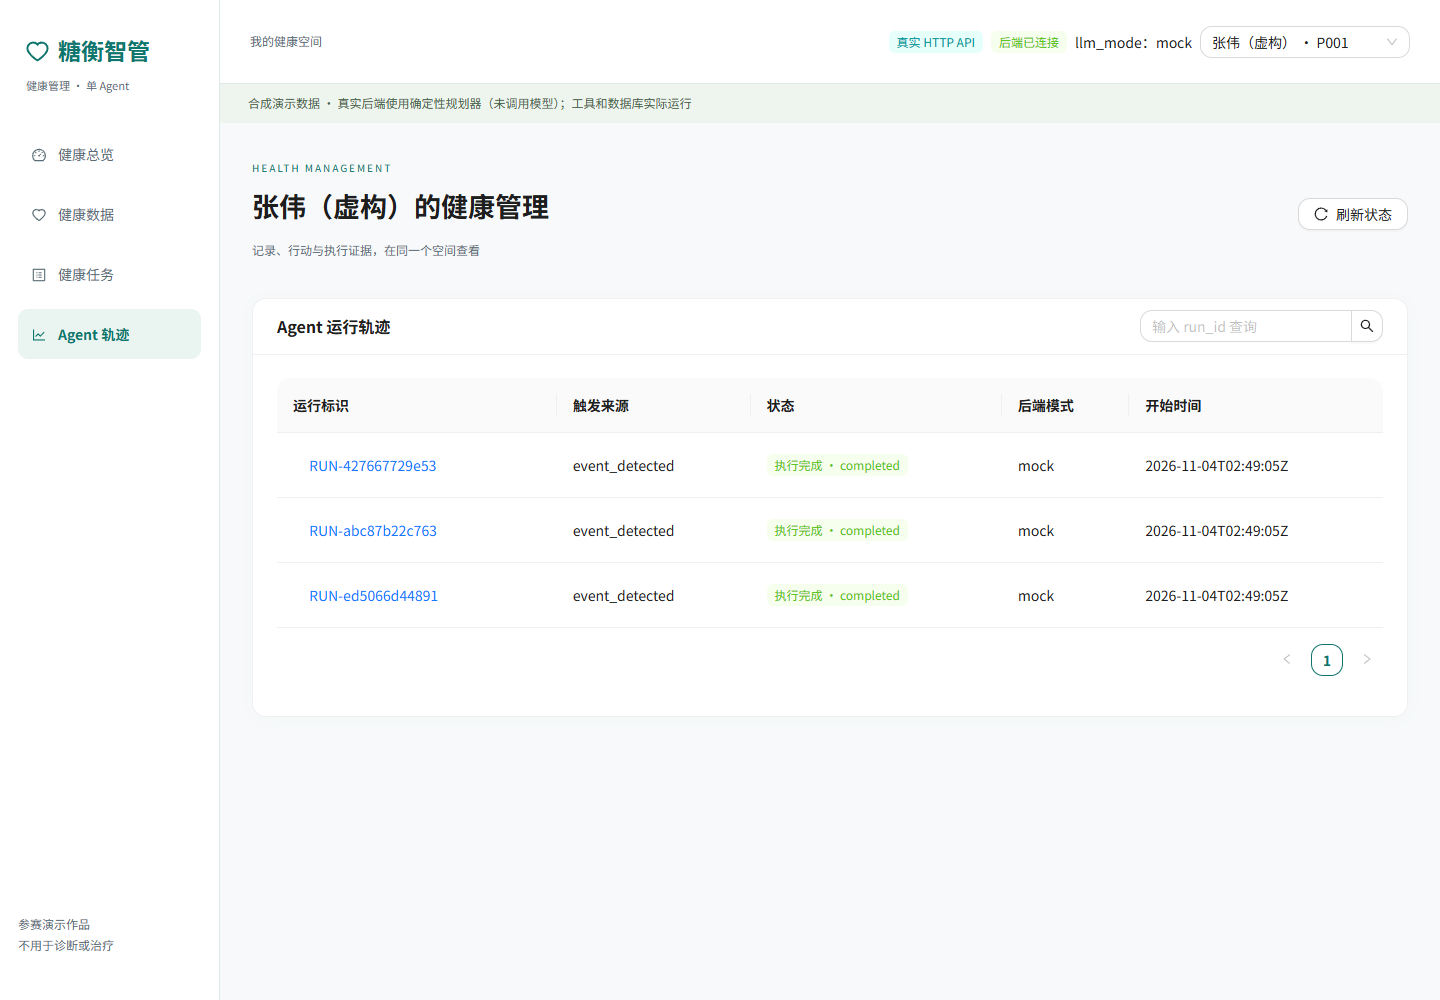 糖衡智管
健康管理 · 单 Agent
健康总览
健康数据
健康任务
Agent 轨迹
参赛演示作品
不用于诊断或治疗
我的健康空间
真实 HTTP API
后端已连接
llm_mode：mock
张伟（虚构） · P001
合成演示数据 · 真实后端使用确定性规划器（未调用模型）；工具和数据库实际运行
HEALTH MANAGEMENT
张伟（虚构）的健康管理
记录、行动与执行证据，在同一个空间查看
刷新状态
Agent 运行轨迹
输入 run_id 查询
运行标识 触发来源 状态 后端模式 开始时间
RUN-427667729e53 event_detected 执行完成 · completed mock 2026-11-04T02:49:05Z
RUN-abc87b22c763 event_detected 执行完成 · completed mock 2026-11-04T02:49:05Z
RUN-ed5066d44891 event_detected 执行完成 · completed mock 2026-11-04T02:49:05Z
1